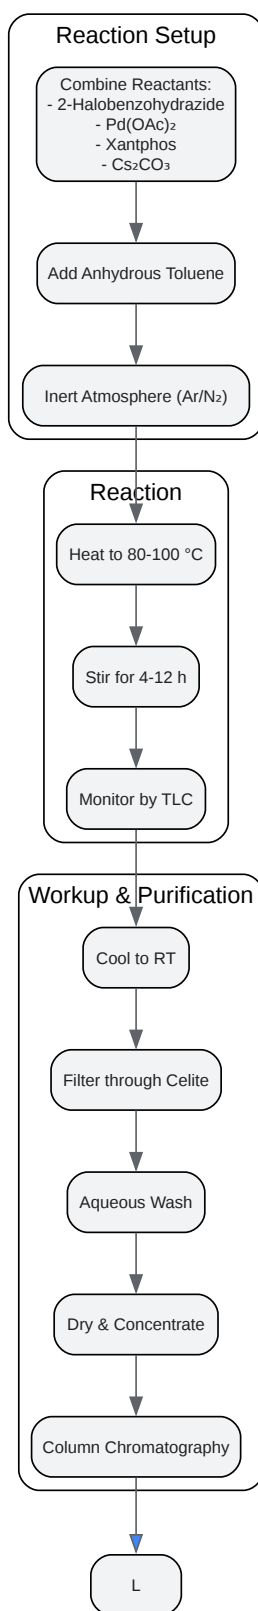 Reaction Setup
Combine Reactants:
- 2-Halobenzohydrazide
- Pd(OAc)₂
- Xantphos
- Cs₂CO₃
Add Anhydrous Toluene
Inert Atmosphere (Ar/N₂)
Reaction
Heat to 80-100 °C
Stir for 4-12 h
Monitor by TLC
Workup & Purification
Cool to RT
Filter through Celite
Aqueous Wash
Dry & Concentrate
Column Chromatography
L